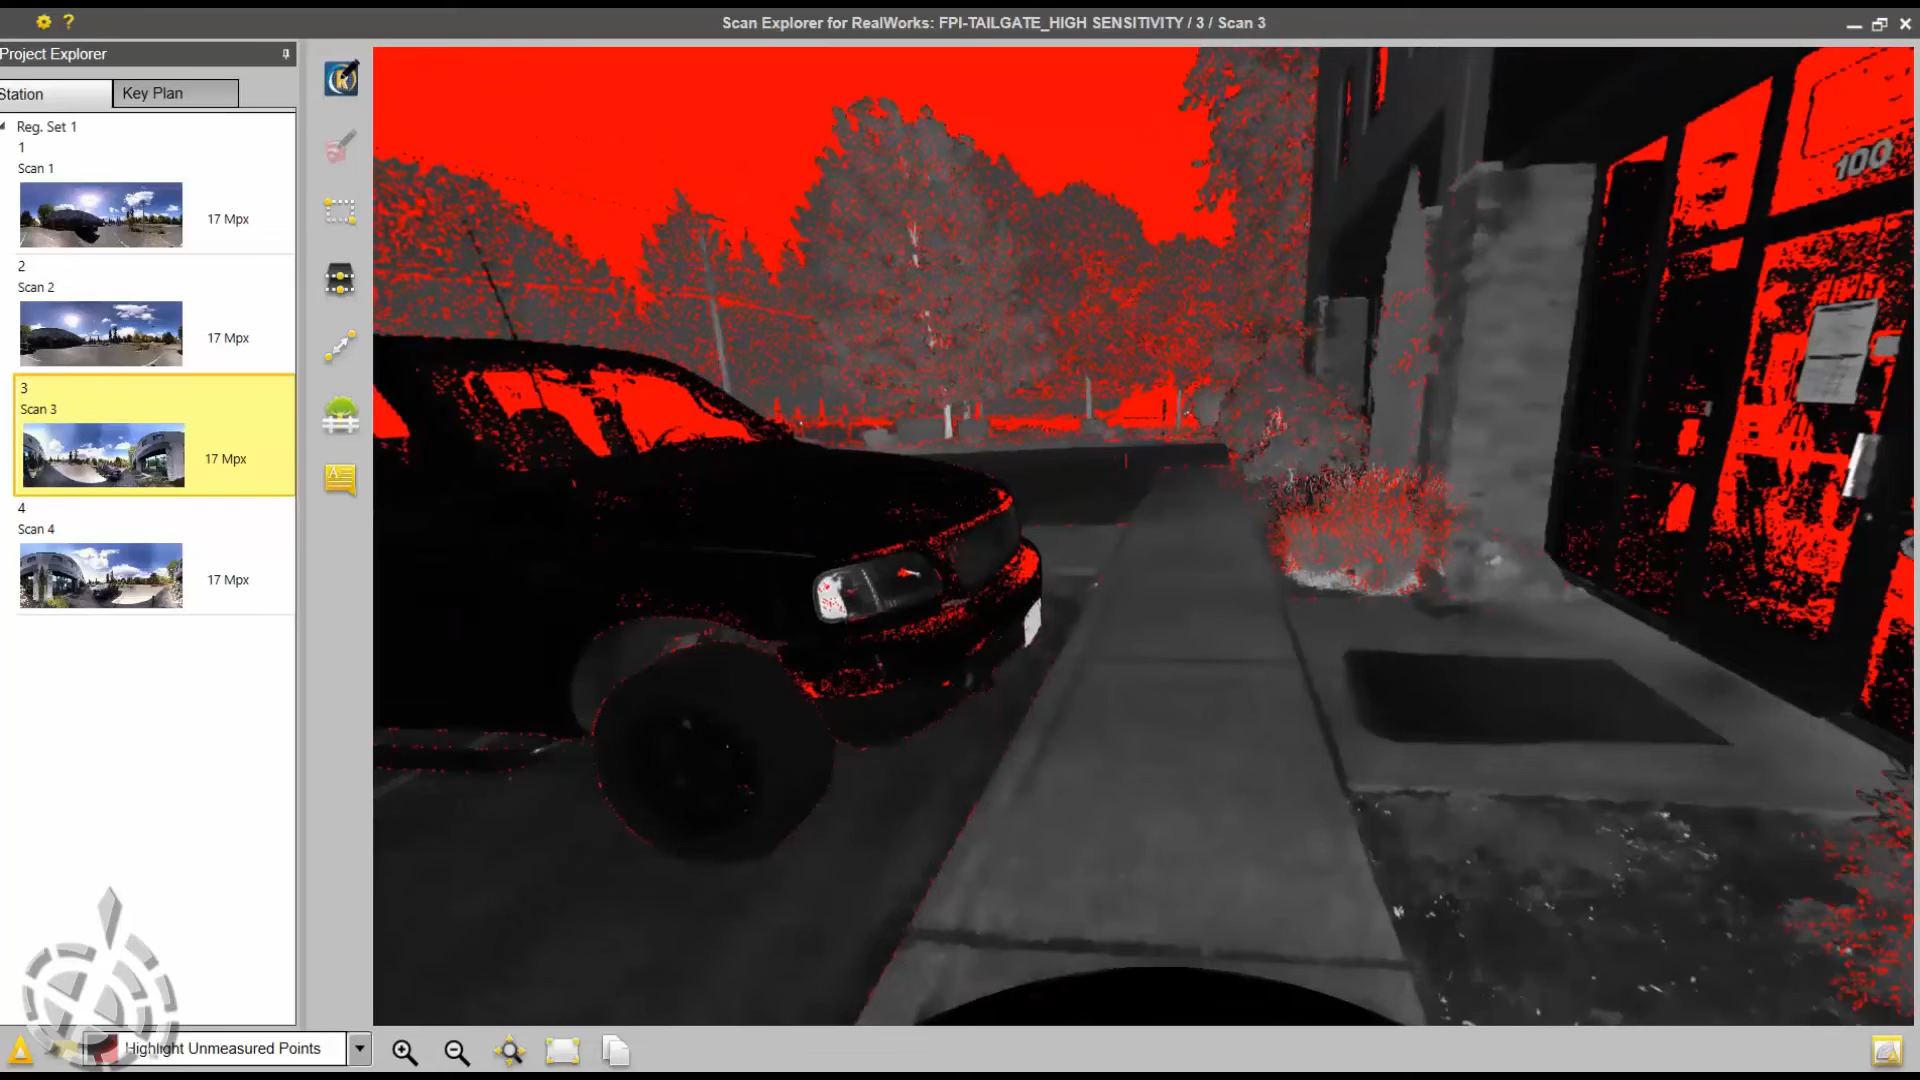 Scan Explorer for RealWorks: FPI-TAILGATE_HIGH SENSITIVITY / 3 / Scan 3
Project Explorer
Station
Key Plan
Reg. Set 1
1
Scan 1
17 Mpx
2
Scan 2
17 Mpx
3
Scan 3
17 Mpx
4
Scan 4
17 Mpx
100
Highlight Unmeasured Points